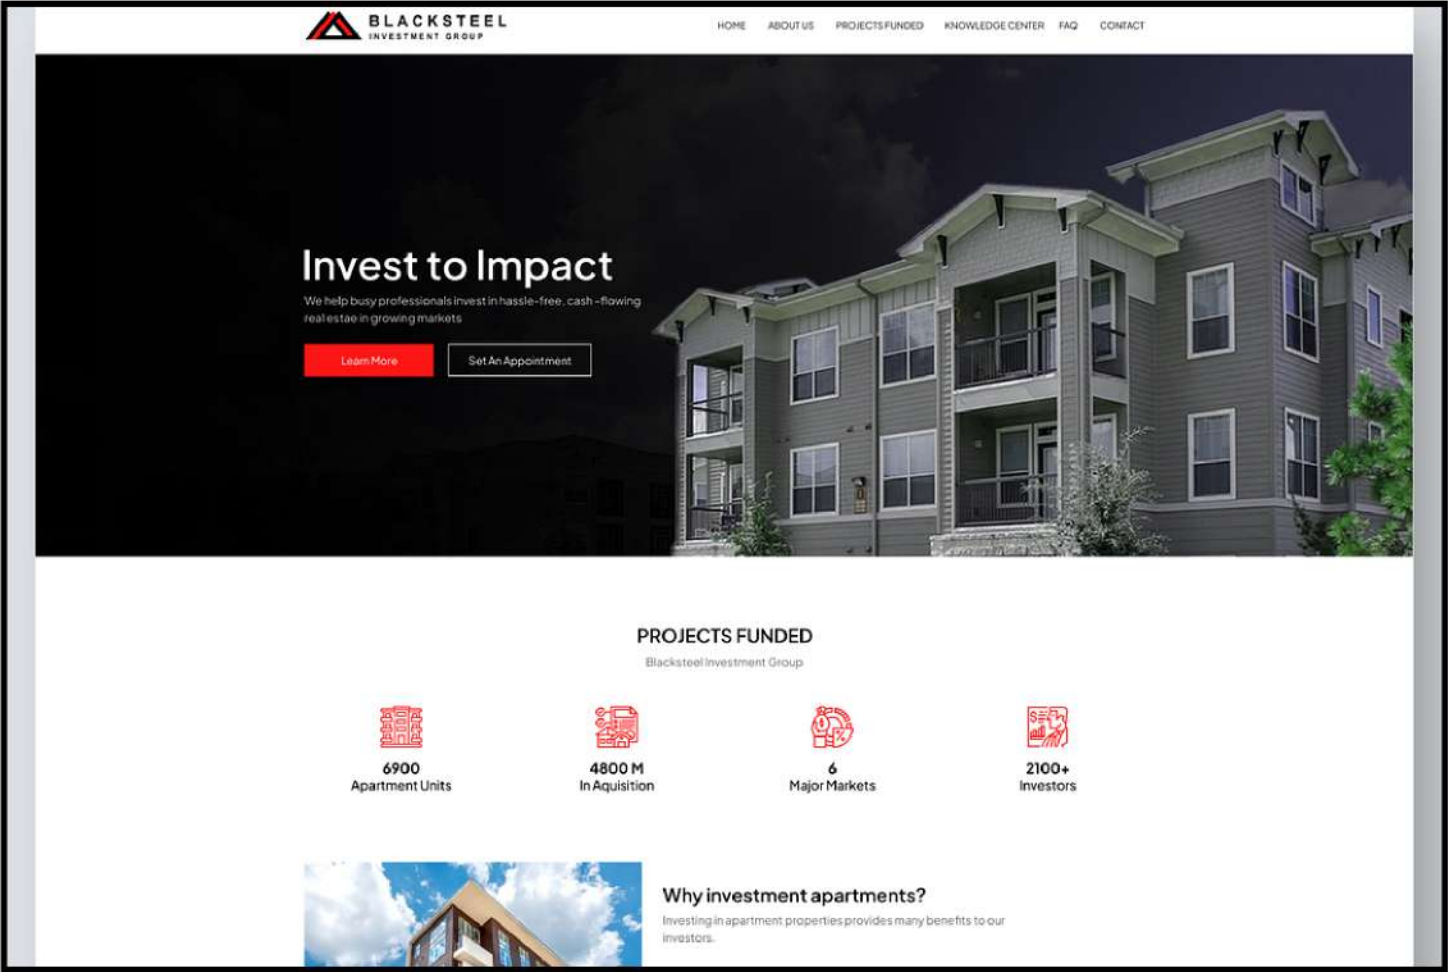 BLACKSTEEL
INVESTMENT GROUP
HOME ABOUT US PROJECTS FUNDED KNOWLEDGE CENTER FAQ CONTACT
Invest to Impact
We help busy professionals invest in hassle-free, cash -flowing
real estae in growing markets
Learn More Set An Appointment
PROJECTS FUNDED
Blacksteel Investment Group
6900
Apartment Units
4800 M
In Aquisition
6
Major Markets
2100+
Investors
Why investment apartments?
Investing in apartment properties provides many benefits to our
investors.